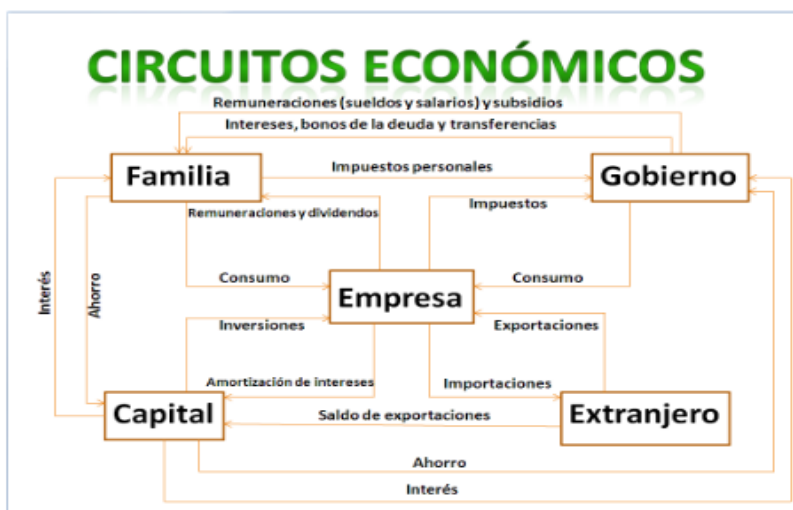 CIRCUITOS ECONÓMICOS
Remuneraciones (sueldos y salarios) y subsidios
Intereses, bonos de la deuda y transferencias
Familia
Impuestos personales
Gobierno
Remuneraciones y dividendos
Impuestos
Consumo
Empresa
Consumo
Interés
Ahorro
Inversiones
Exportaciones
Amortización de intereses
Importaciones
Capital
Saldo de exportaciones
Extranjero
Ahorro
Interés